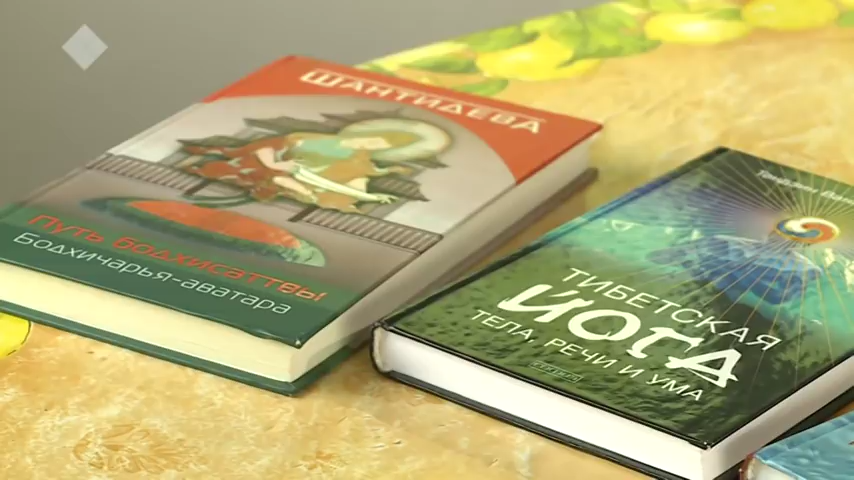 ШАНТИДЕВА
Путь бодхисаттвы
Бодхичарья-аватара
ТИБЕТСКАЯ
ЙОГА
ТЕЛА, РЕЧИ И УМА